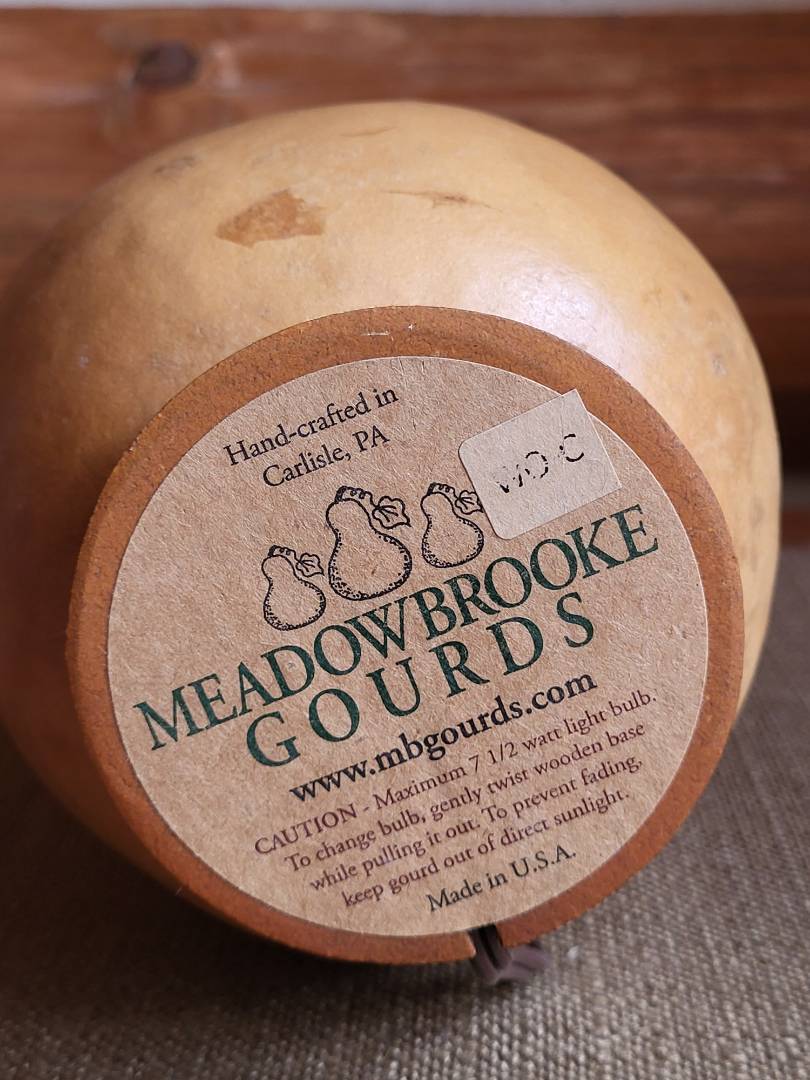 Hand-crafted in
Carlisle, PA
MEADOWBROOKE
GOURDS
www.mbgourds.com
CAUTION - Maximum 7 1/2 watt light bulb.
To change bulb, gently twist wooden base
while pulling it out. To prevent fading,
keep gourd out of direct sunlight.
Made in U.S.A.